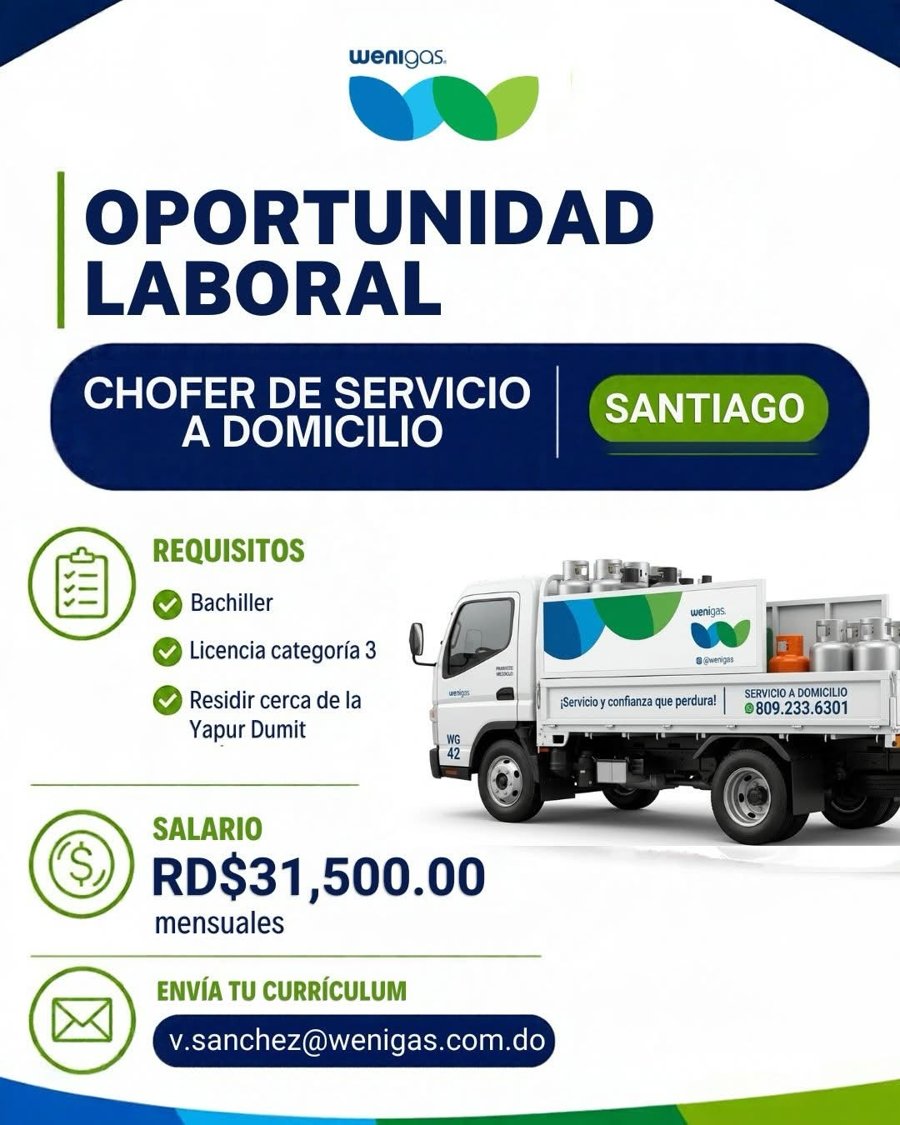 wenigas.
OPORTUNIDAD
LABORAL
CHOFER DE SERVICIO
A DOMICILIO
SANTIAGO
REQUISITOS
Bachiller
Licencia categoría 3
Residir cerca de la
Yapur Dumit
wenigas.
@wenigas
wenigas
WG
42
¡Servicio y confianza que perdura!
SERVICIO A DOMICILIO
809.233.6301
SALARIO
RD$31,500.00
mensuales
ENVÍA TU CURRÍCULUM
v.sanchez@wenigas.com.do